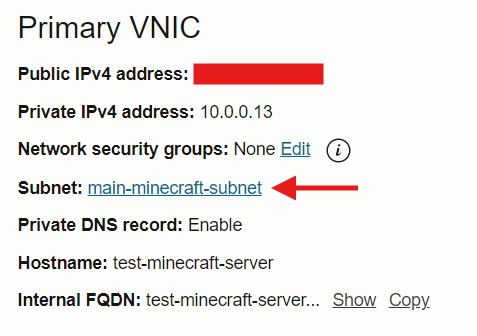 Primary VNIC
Public IPv4 address:
Private IPv4 address: 10.0.0.13
Network security groups: None Edit i
Subnet: main-minecraft-subnet
Private DNS record: Enable
Hostname: test-minecraft-server
Internal FQDN: test-minecraft-server... Show Copy